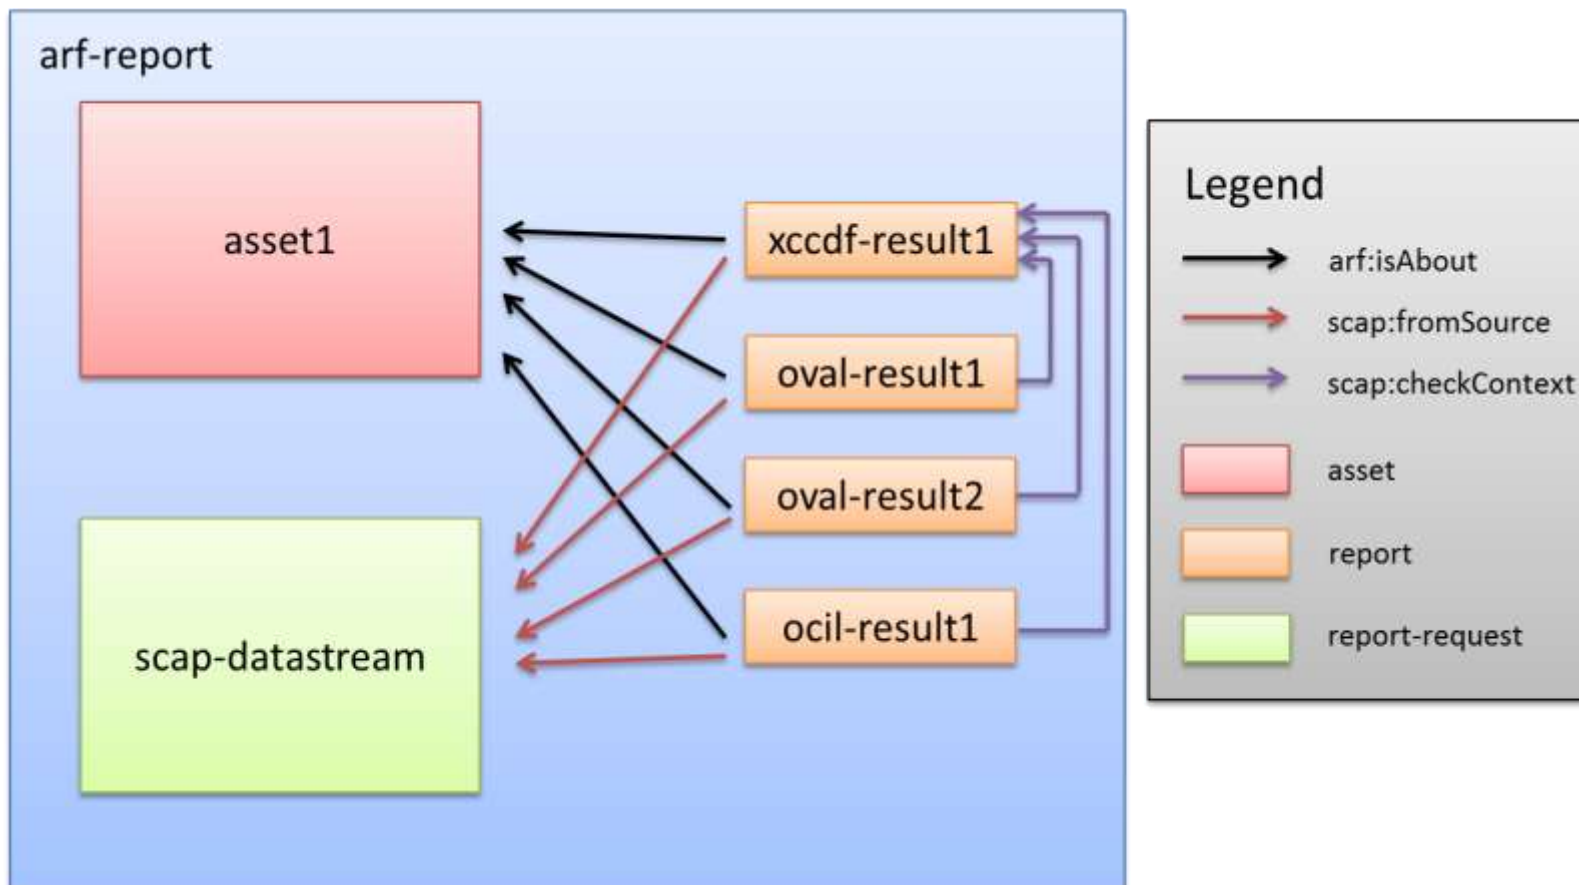 arf-report
asset1
xccdf-result1
oval-result1
oval-result2
ocil-result1
scap-datastream
Legend
arf:isAbout
scap:fromSource
scap:checkContext
asset
report
report-request